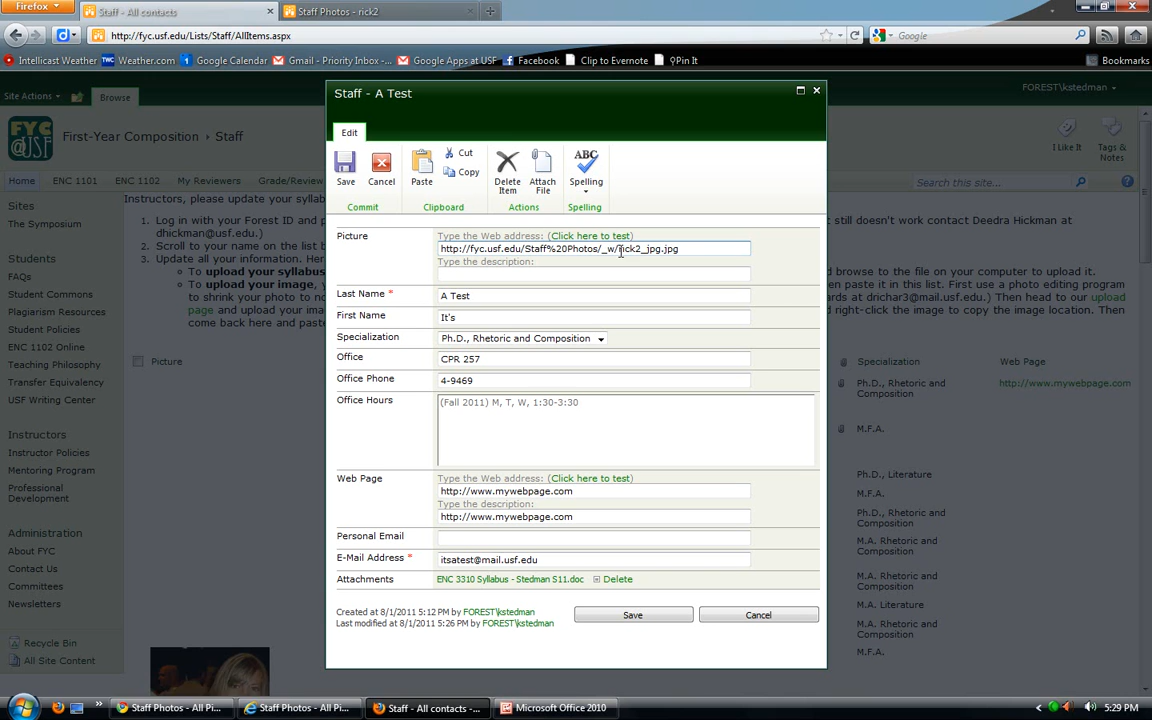 Firefox
Staff - All contacts
Staff Photos - rick2
http://fyc.usf.edu/Lists/Staff/AllItems.aspx
Google
Intellicast Weather
TWC Weather.com
Google Calendar
Gmail - Priority Inbox -...
Google Apps at USF
Facebook
Clip to Evernote
Pin It
Bookmarks
Site Actions
Browse
FOREST\kstedman
FYC @USF
First-Year Composition > Staff
I Like It
Tags & Notes
Home
ENC 1101
ENC 1102
My Reviewers
Grade/Review
Search this site...
Staff - A Test
Edit
Save
Cancel
Paste
Cut
Copy
Delete Item
Attach File
ABC
Spelling
Commit
Clipboard
Actions
Spelling
Sites
The Symposium
Students
FAQs
Student Commons
Plagiarism Resources
Student Policies
ENC 1102 Online
Teaching Philosophy
Transfer Equivalency
USF Writing Center
Instructors
Instructor Policies
Mentoring Program
Professional Development
Administration
About FYC
Contact Us
Committees
Newsletters
Recycle Bin
All Site Content
Instructors, please update your syllab
1. Log in with your Forest ID and p
dhickman@usf.edu.)
2. Scroll to your name on the list b
3. Update all your information. Her
• To upload your syllabus
• To upload your image,
to shrink your photo to n
page and upload your ima
come back here and paste
still doesn't work contact Deedra Hickman at
browse to the file on your computer to upload it.
then paste it in this list. First use a photo editing program
ards at drichar3@mail.usf.edu.) Then head to our upload
right-click the image to copy the image location. Then
Picture
Specialization
Web Page
Ph.D., Rhetoric and Composition
http://www.mywebpage.com
M.F.A.
Ph.D., Literature
M.F.A.
Ph.D., Rhetoric and Composition
M.A. Rhetoric and Composition
M.A. Rhetoric and Composition
M.A. Literature
M.A. Rhetoric and Composition
M.F.A.
Picture
Type the Web address: (Click here to test)
http://fyc.usf.edu/Staff%20Photos/_w/rick2_jpg.jpg
Type the description:
Last Name *
A Test
First Name
It's
Specialization
Ph.D., Rhetoric and Composition
Office
CPR 257
Office Phone
4-9469
Office Hours
(Fall 2011) M, T, W, 1:30-3:30
Web Page
Type the Web address: (Click here to test)
http://www.mywebpage.com
Type the description:
http://www.mywebpage.com
Personal Email
E-Mail Address *
itsatest@mail.usf.edu
Attachments
ENC 3310 Syllabus - Stedman S11.doc
Delete
Created at 8/1/2011 5:12 PM by FOREST\kstedman
Last modified at 8/1/2011 5:26 PM by FOREST\kstedman
Save
Cancel
Staff Photos - All Pi...
Staff Photos - All Pi...
Staff - All contacts -...
Microsoft Office 2010
5:29 PM